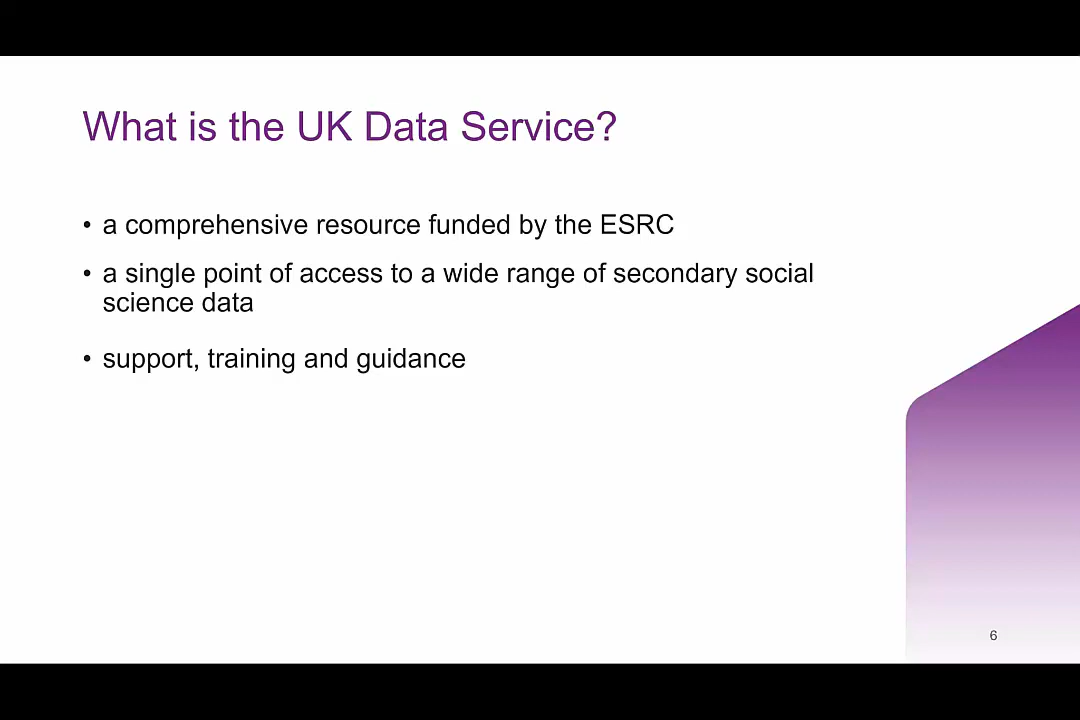 What is the UK Data Service?
• a comprehensive resource funded by the ESRC
• a single point of access to a wide range of secondary social
science data
• support, training and guidance
6